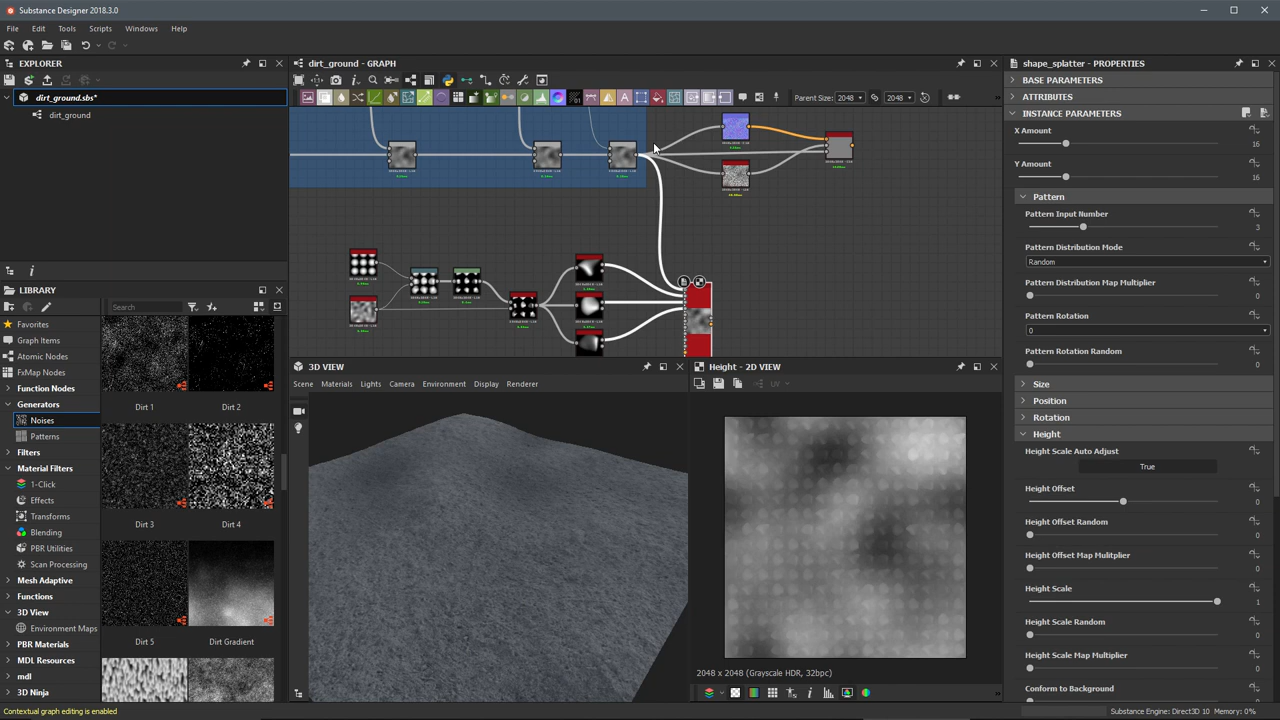 Substance Designer 2018.3.0
File Edit Tools Scripts Windows Help
EXPLORER
dirt_ground.sbs*
dirt_ground
LIBRARY
Search
Favorites
Graph Items
Atomic Nodes
FxMap Nodes
Function Nodes
Generators
Noises
Patterns
Filters
Material Filters
1-Click
Effects
Transforms
Blending
PBR Utilities
Scan Processing
Mesh Adaptive
Functions
3D View
Environment Maps
PBR Materials
MDL Resources
mdl
3D Ninja
Dirt 1 Dirt 2
Dirt 3 Dirt 4
Dirt 5 Dirt Gradient
dirt_ground - GRAPH
Parent Size: 2048 2048
3D VIEW
Scene Materials Lights Camera Environment Display Renderer
Height - 2D VIEW
UV
2048 x 2048 (Grayscale HDR, 32bpc)
shape_splatter - PROPERTIES
BASE PARAMETERS
ATTRIBUTES
INSTANCE PARAMETERS
X Amount
16
Y Amount
16
Pattern
Pattern Input Number
3
Pattern Distribution Mode
Random
Pattern Distribution Map Multiplier
0
Pattern Rotation
0
Pattern Rotation Random
0
Size
Position
Rotation
Height
Height Scale Auto Adjust
True
Height Offset
0
Height Offset Random
0
Height Offset Map Mulitplier
0
Height Scale
1
Height Scale Random
0
Height Scale Map Multiplier
0
Conform to Background
0
Contextual graph editing is enabled
Substance Engine: Direct3D 10 Memory: 0%